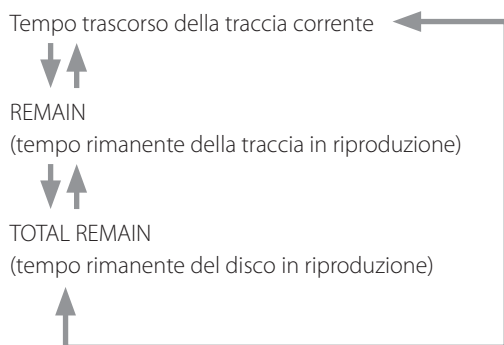 Tempo trascorso della traccia corrente
REMAIN
(tempo rimanente della traccia in riproduzione)
TOTAL REMAIN
(tempo rimanente del disco in riproduzione)